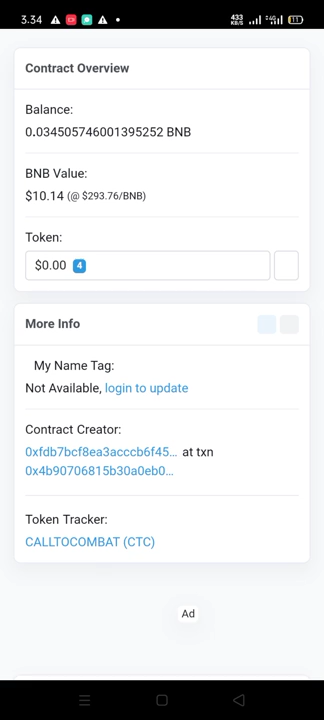 3.34
433 KB/S 4G 11
Contract Overview
Balance:
0.034505746001395252 BNB
BNB Value:
$10.14 (@ $293.76/BNB)
Token:
$0.00 4
More Info
My Name Tag:
Not Available, login to update
Contract Creator:
0xfdb7bcf8ea3acccb6f45... at txn
0x4b90706815b30a0eb0...
Token Tracker:
CALLTOCOMBAT (CTC)
Ad